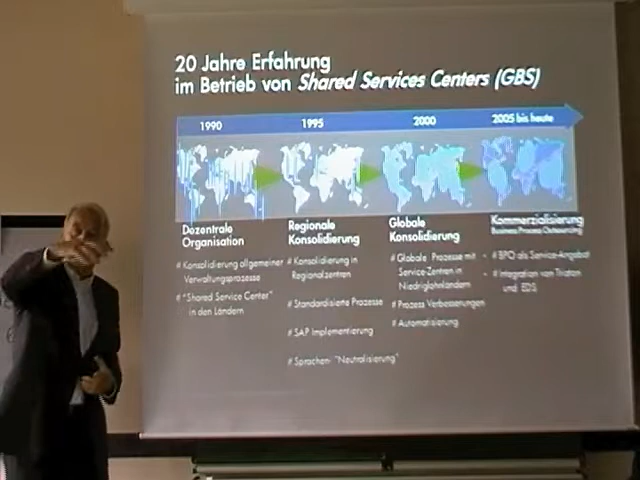 20 Jahre Erfahrung
im Betrieb von Shared Services Centers (GBS)
1990
1995
2000
2005 bis heute
Dezentrale
Organisation
# Konsolidierung allgemeiner
Verwaltungsprozesse
# "Shared Service Center"
in den Ländern
Regionale
Konsolidierung
# Konsolidierung in
Regionalzentren
# Standardisierte Prozesse
# SAP Implementierung
# Sprachen- "Neutralisierung"
Globale
Konsolidierung
# Globale Prozesse mit
Service-Zentren in
Niedriglohnländern
# Prozess Verbesserungen
# Automatisierung
Kommerzialisierung
Business Process Outsourcing
# BPO als Service-Angebot
# Integration von Triaton
und EDS